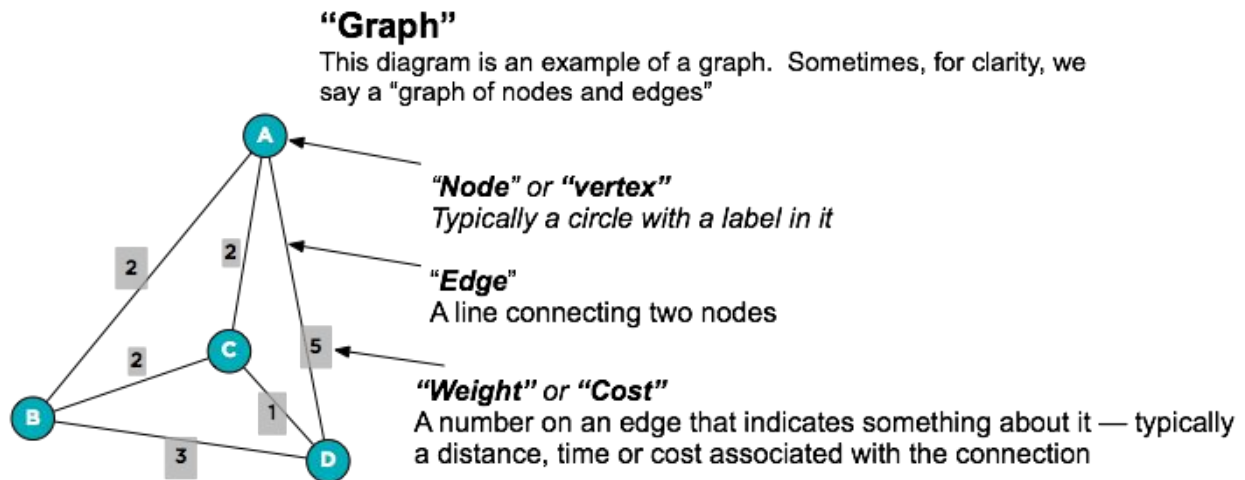 “Graph”
This diagram is an example of a graph. Sometimes, for clarity, we
say a “graph of nodes and edges”
A
“Node” or “vertex”
Typically a circle with a label in it
2
2
“Edge”
A line connecting two nodes
C
5
2
“Weight” or “Cost”
B
1
A number on an edge that indicates something about it — typically
3
D
a distance, time or cost associated with the connection